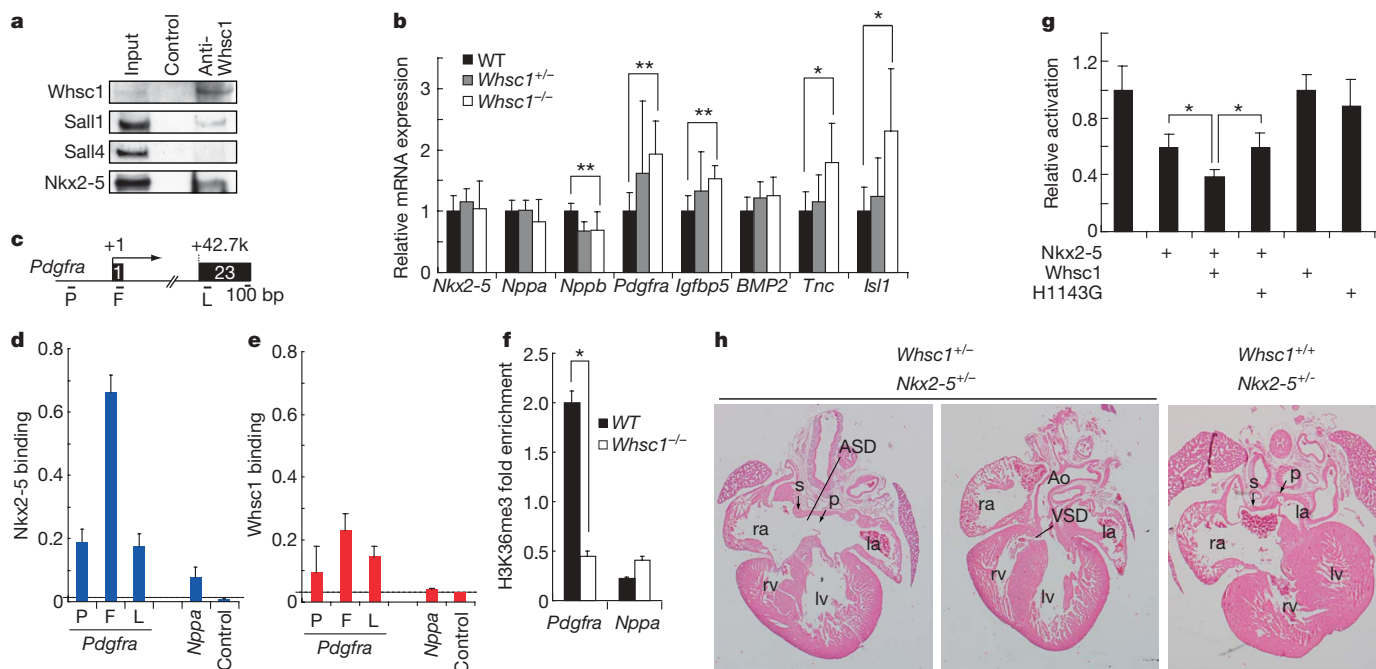 a
Input
Control
Anti-
Whsc1
Whsc1
Sall1
Sall4
Nkx2-5
b
Relative mRNA expression
4
3
2
1
0
WT
Whsc1+/−
Whsc1−/−
**
**
**
*
*
Nkx2-5 Nppa Nppb Pdgfra Igfbp5 BMP2 Tnc Isl1
c
+1
+42.7k
Pdgfra
1
23
P
F
L
100 bp
d
Nkx2-5 binding
0.8
0.6
0.4
0.2
0
P F L
Pdgfra
Nppa
Control
e
Whsc1 binding
0.8
0.6
0.4
0.2
0
P F L
Pdgfra
Nppa
Control
f
H3K36me3 fold enrichment
2.5
2.0
1.5
1.0
0.5
0
*
WT
Whsc1−/−
Pdgfra Nppa
g
Relative activation
1.2
0.8
0.4
0
* *
Nkx2-5 + + +
Whsc1 + +
H1143G + +
h
Whsc1+/−
Nkx2-5+/−
Whsc1+/+
Nkx2-5+/-
ASD
s
p
ra
la
rv
lv
Ao
VSD
ra
la
rv
lv
s
p
la
ra
lv
rv